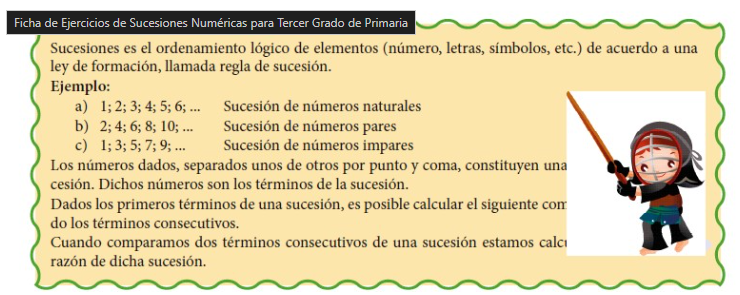 Ficha de Ejercicios de Sucesiones Numéricas para Tercer Grado de Primaria
Sucesiones es el ordenamiento lógico de elementos (número, letras, símbolos, etc.) de acuerdo a una
ley de formación, llamada regla de sucesión.
Ejemplo:
a) 1; 2; 3; 4; 5; 6; ... Sucesión de números naturales
b) 2; 4; 6; 8; 10; ... Sucesión de números pares
c) 1; 3; 5; 7; 9; ... Sucesión de números impares
Los números dados, separados unos de otros por punto y coma, constituyen una
cesión. Dichos números son los términos de la sucesión.
Dados los primeros términos de una sucesión, es posible calcular el siguiente com
do los términos consecutivos.
Cuando comparamos dos términos consecutivos de una sucesión estamos calcu
razón de dicha sucesión.